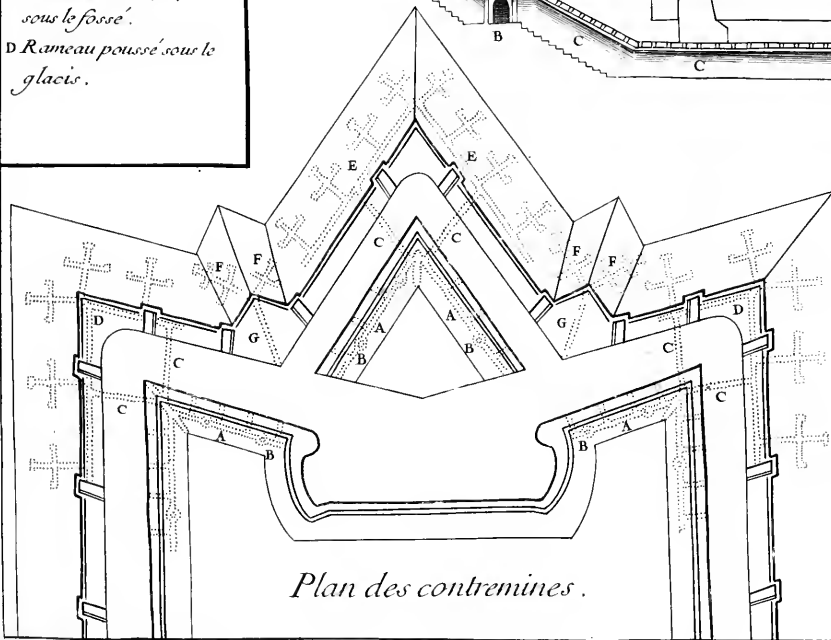 sous le fossé.
D Rameau poussé sous le
glacis.
B
C
C
E
E
F
F
F
F
C
C
D
D
G
G
A
A
B
B
C
C
C
C
A
B
B
A
Plan des contremines.